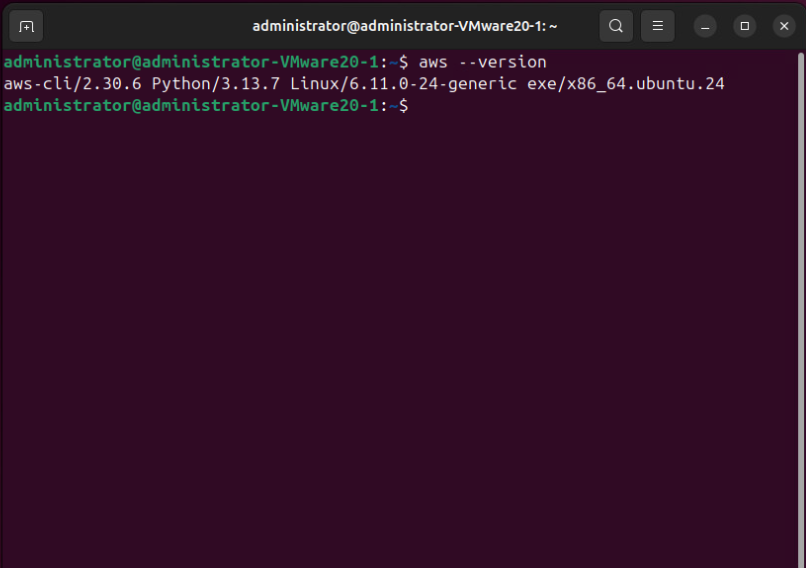 administrator@administrator-VMware20-1: ~
administrator@administrator-VMware20-1:~$ aws --version
aws-cli/2.30.6 Python/3.13.7 Linux/6.11.0-24-generic exe/x86_64.ubuntu.24
administrator@administrator-VMware20-1:~$